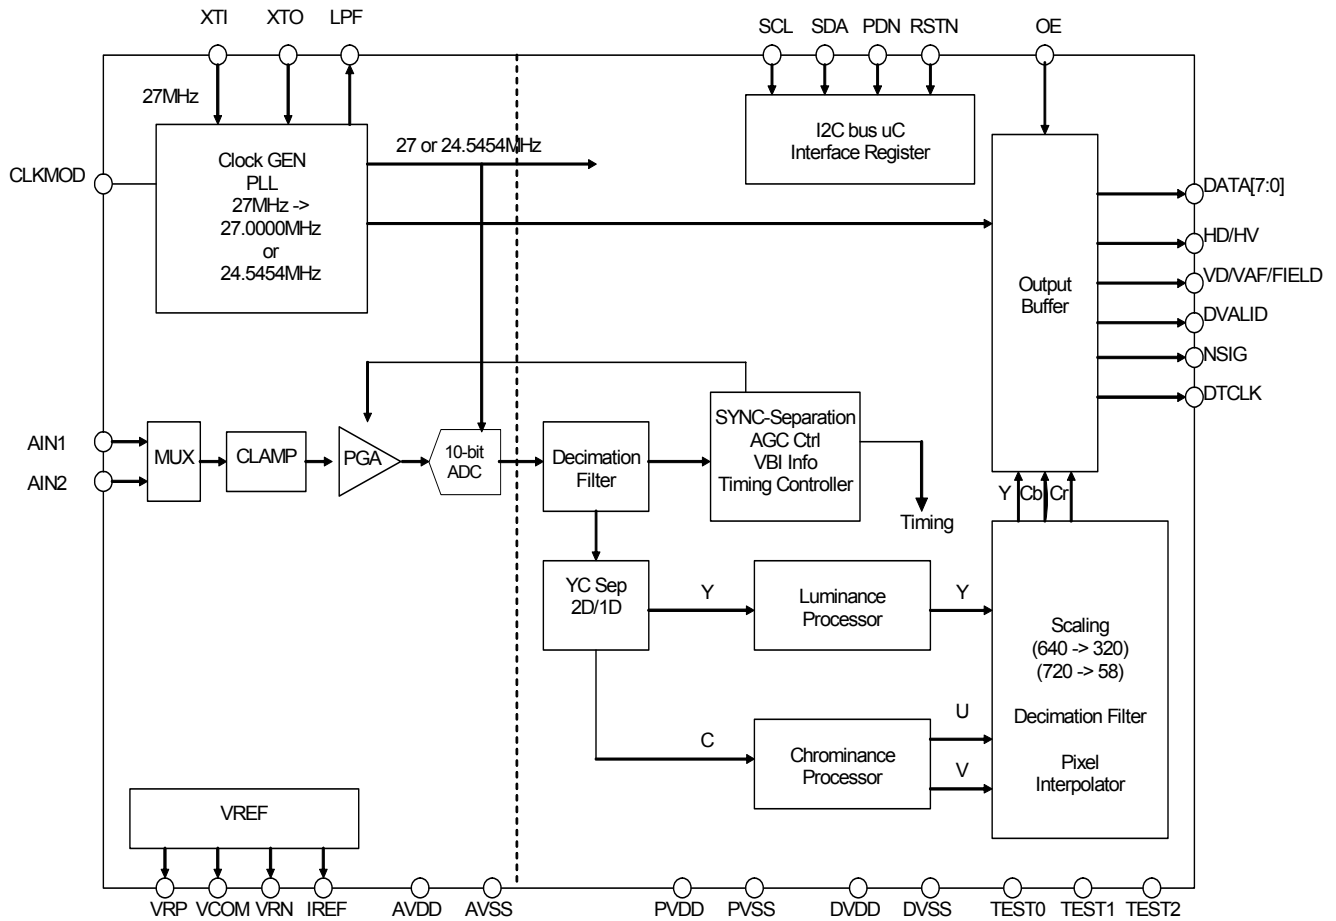 XTI
XTO
LPF
SCL
SDA
PDN
RSTN
OE
27MHz
CLKMOD
Clock GEN
PLL
27MHz ->
27.0000MHz
or
24.5454MHz
27 or 24.5454MHz
I2C bus uC
Interface Register
Output
Buffer
DATA[7:0]
HD/HV
VD/VAF/FIELD
DVALID
NSIG
DTCLK
AIN1
AIN2
MUX
CLAMP
PGA
10-bit
ADC
Decimation
Filter
SYNC-Separation
AGC Ctrl
VBI Info
Timing Controller
Timing
Y
Cb
Cr
YC Sep
2D/1D
Y
Luminance
Processor
Y
C
Chrominance
Processor
U
V
Scaling
(640 -> 320)
(720 -> 58)
Decimation Filter
Pixel
Interpolator
VREF
VRP
VCOM
VRN
IREF
AVDD
AVSS
PVDD
PVSS
DVDD
DVSS
TEST0
TEST1
TEST2